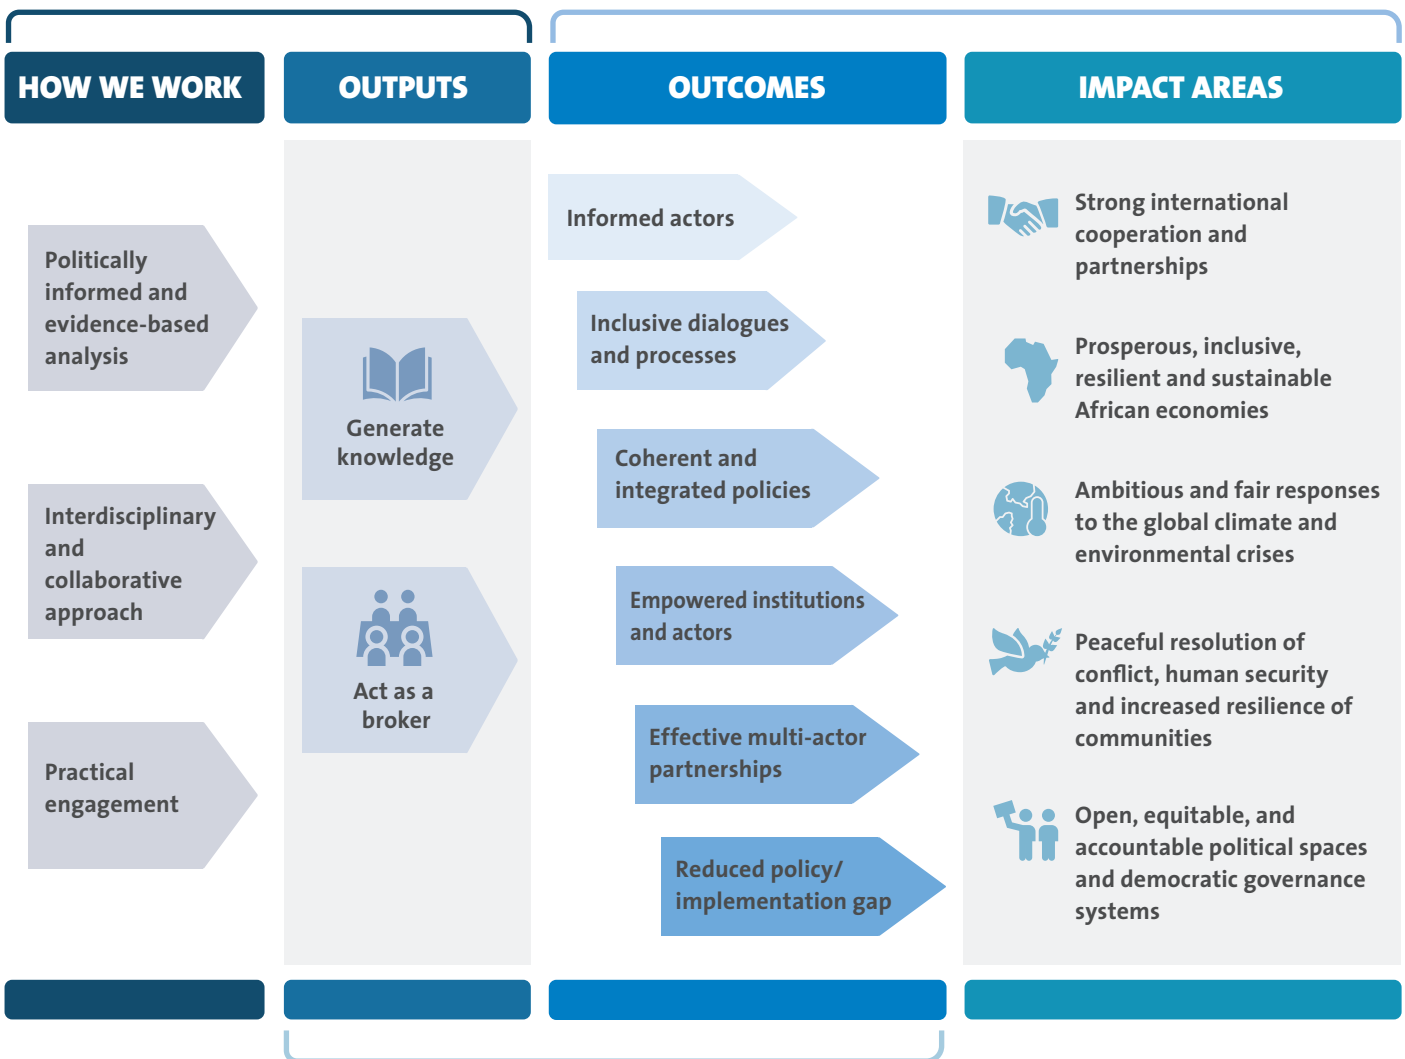 HOW WE WORK
OUTPUTS
OUTCOMES
IMPACT AREAS
Politically
informed and
evidence-based
analysis
Interdisciplinary
and
collaborative
approach
Practical
engagement
Generate
knowledge
Act as a
broker
Informed actors
Inclusive dialogues
and processes
Coherent and
integrated policies
Empowered institutions
and actors
Effective multi-actor
partnerships
Reduced policy/
implementation gap
Strong international
cooperation and
partnerships
Prosperous, inclusive,
resilient and sustainable
African economies
Ambitious and fair responses
to the global climate and
environmental crises
Peaceful resolution of
conflict, human security
and increased resilience of
communities
Open, equitable, and
accountable political spaces
and democratic governance
systems